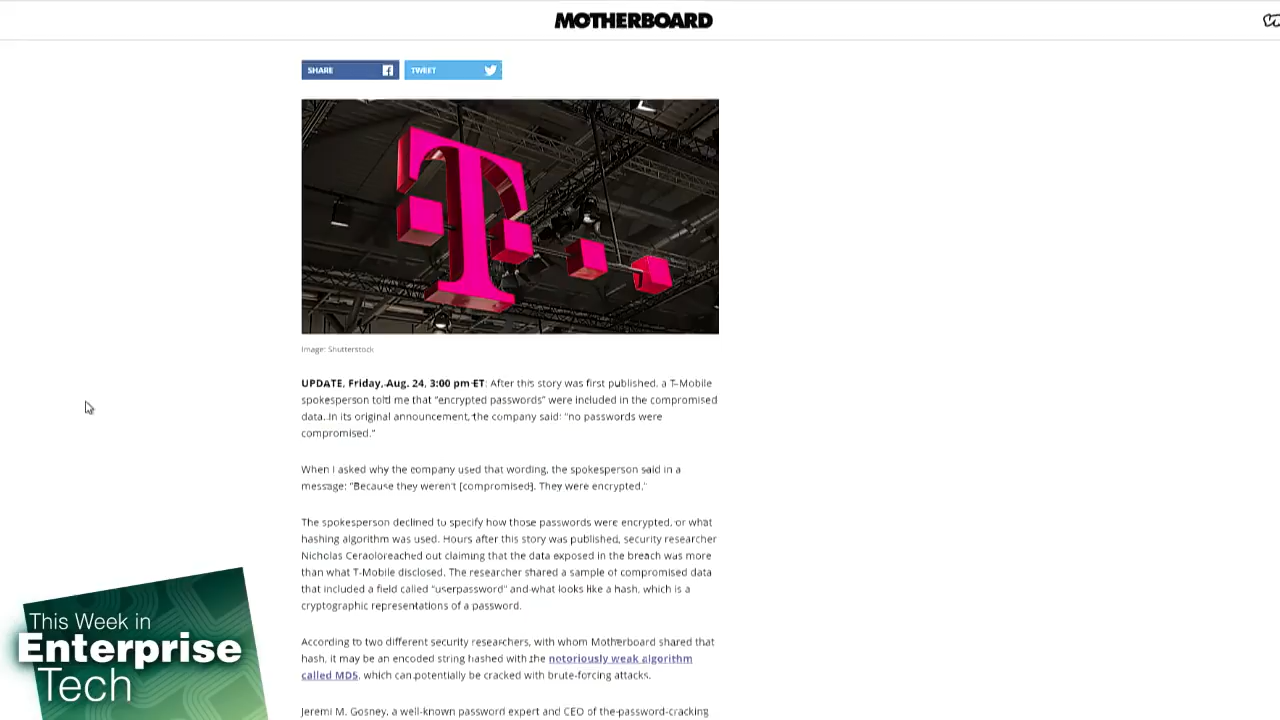 MOTHERBOARD
SHARE
TWEET
Image: Shutterstock
UPDATE, Friday, Aug. 24, 3:00 pm ET: After this story was first published, a T-Mobile
spokesperson told me that "encrypted passwords" were included in the compromised
data. In its original announcement, the company said: "no passwords were
compromised."
When I asked why the company used that wording, the spokesperson said in a
message: "Because they weren't [compromised]. They were encrypted."
The spokesperson declined to specify how those passwords were encrypted, or what
hashing algorithm was used. Hours after this story was published, security researcher
Nicholas Ceraoloreached out claiming that the data exposed in the breach was more
than what T-Mobile disclosed. The researcher shared a sample of compromised data
that included a field called "userpassword" and what looks like a hash, which is a
cryptographic representations of a password.
According to two different security researchers, with whom Motherboard shared that
hash, it may be an encoded string hashed with the notoriously weak algorithm
called MD5, which can potentially be cracked with brute-forcing attacks.
Jeremi M. Gosney, a well-known password expert and CEO of the password-cracking
This Week in
Enterprise
Tech